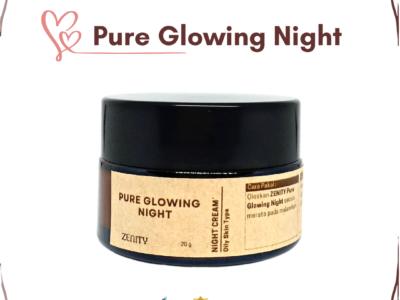 Pure Glowing Night
PURE GLOWING
NIGHT
ZENITY
20 g
NIGHT CREAM
Oily Skin Type
Cara Pakai:
Oleskan ZENITY Pure
Glowing Night secara
merata pada